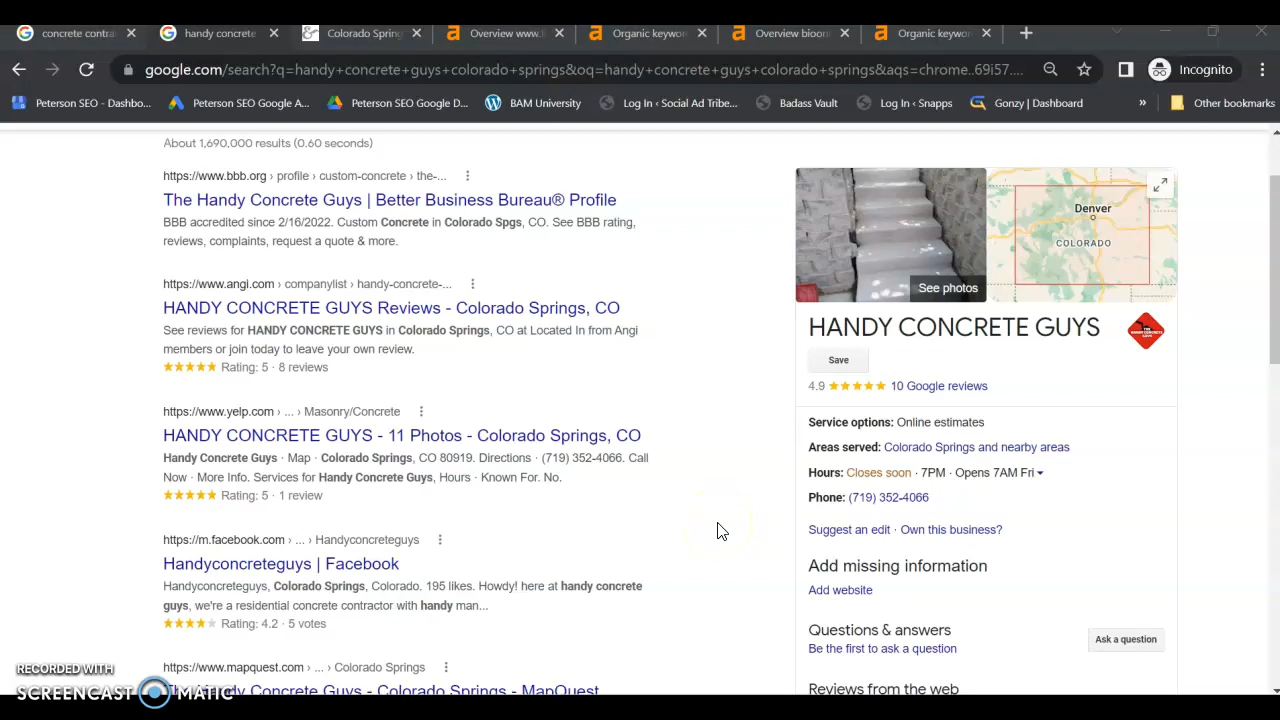 concrete contra
handy concrete
Colorado Spring
Overview www.
Organic keywor
Overview bioon
Organic keywor
google.com/search?q=handy+concrete+guys+colorado+springs&oq=handy+concrete+guys+colorado+springs&aqs=chrome..69i57....
Incognito
Peterson SEO - Dashbo...
Peterson SEO Google A...
Peterson SEO Google D...
BAM University
Log In ‹ Social Ad Tribe...
Badass Vault
Log In ‹ Snapps
Gonzy | Dashboard
»
Other bookmarks
About 1,690,000 results (0.60 seconds)
https://www.bbb.org › profile › custom-concrete › the-...
The Handy Concrete Guys | Better Business Bureau® Profile
BBB accredited since 2/16/2022. Custom Concrete in Colorado Spgs, CO. See BBB rating,
reviews, complaints, request a quote & more.
https://www.angi.com › companylist › handy-concrete-...
HANDY CONCRETE GUYS Reviews - Colorado Springs, CO
See reviews for HANDY CONCRETE GUYS in Colorado Springs, CO at Located In from Angi
members or join today to leave your own review.
Rating: 5 · 8 reviews
https://www.yelp.com › ... › Masonry/Concrete
HANDY CONCRETE GUYS - 11 Photos - Colorado Springs, CO
Handy Concrete Guys · Map · Colorado Springs, CO 80919. Directions · (719) 352-4066. Call
Now · More Info. Services for Handy Concrete Guys, Hours · Known For. No.
Rating: 5 · 1 review
https://m.facebook.com › ... › Handyconcreteguys
Handyconcreteguys | Facebook
Handyconcreteguys, Colorado Springs, Colorado. 195 likes. Howdy! here at handy concrete
guys, we're a residential concrete contractor with handy man...
Rating: 4.2 · 5 votes
https://www.mapquest.com › ... › Colorado Springs
The Handy Concrete Guys - Colorado Springs - MapQuest
See photos
Denver
COLORADO
HANDY CONCRETE GUYS
Save
4.9 10 Google reviews
Service options: Online estimates
Areas served: Colorado Springs and nearby areas
Hours: Closes soon · 7PM · Opens 7AM Fri
Phone: (719) 352-4066
Suggest an edit · Own this business?
Add missing information
Add website
Questions & answers
Be the first to ask a question
Ask a question
Reviews from the web
RECORDED WITH
SCREENCAST MATIC